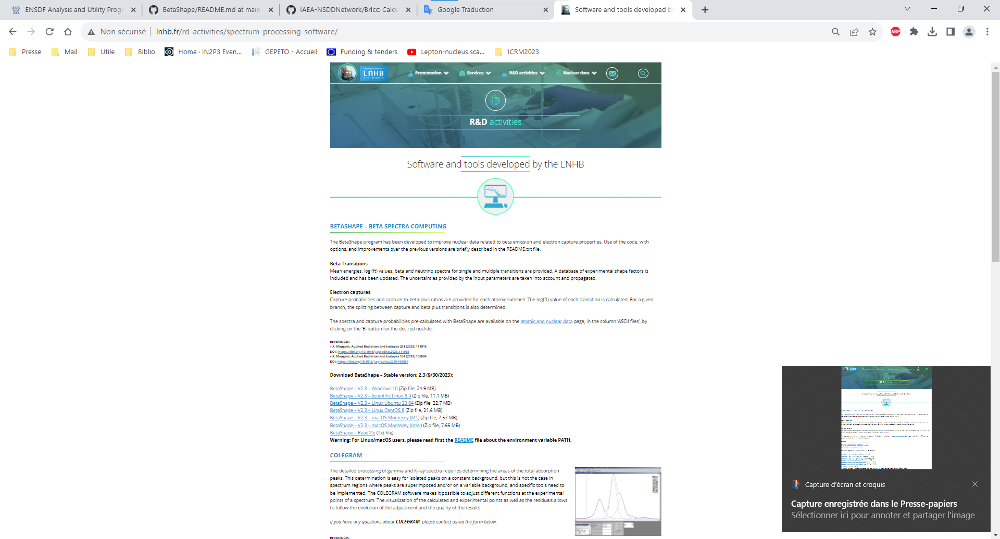 ENSDF Analysis and Utility Progr
BetaShape/README.md at main
IAEA-NSDDNetwork/BrIcc: Calcu
Google Traduction
Software and tools developed by
Non sécurisé
lnhb.fr/rd-activities/spectrum-processing-software/
ABP
Presse
Mail
Utile
Biblio
Home · IN2P3 Even...
GEPETO - Accueil
Funding & tenders
Lepton-nucleus sca...
ICRM2023
LNHB
Presentation
Services
R&D activities
Nuclear data
R&D activities
Software and tools developed by the LNHB
BETASHAPE – BETA SPECTRA COMPUTING
The BetaShape program has been developed to improve nuclear data related to beta emission and electron capture properties. Use of the code, with
options, and improvements over the previous versions are briefly described in the README.txt file.
Beta Transitions
Mean energies, log (ft) values, beta and neutrino spectra for single and multiple transitions are provided. A database of experimental shape factors is
included and has been updated. The uncertainties provided by the input parameters are taken into account and propagated.
Electron captures
Capture probabilities and capture-to-beta-plus ratios are provided for each atomic subshell. The log(ft) value of each transition is calculated. For a given
branch, the splitting between capture and beta plus transitions is also determined.
The spectra and capture probabilities pre-calculated with BetaShape are available on the atomic and nuclear data page, in the column ‘ASCII files’, by
clicking on the ‘B’ button for the desired nuclide.
REFERENCES:
– X. Mougeot, Applied Radiation and Isotopes 201 (2023) 111018
DOI : https://doi.org/10.1016/j.apradiso.2023.111018
– X. Mougeot, Applied Radiation and Isotopes 154 (2019) 108884
DOI: https://doi.org/10.1016/j.apradiso.2019.108884
Download BetaShape – Stable version: 2.3 (9/30/2023):
BetaShape – V2.3 – Windows 10 (Zip file, 24.9 MB)
BetaShape – V2.3 – Scientific Linux 6.4 (Zip file, 11.1 MB)
BetaShape – V2.3 – Linux Ubuntu 20.04 (Zip file, 22.7 MB)
BetaShape – V2.3 – Linux CentOS 8 (Zip file, 21.6 MB)
BetaShape – V2.3 – macOS Monterey (M1) (Zip file, 7.57 MB)
BetaShape – V2.3 – macOS Monterey (Intel) (Zip file, 7.65 MB)
BetaShape – ReadMe (Txt file)
Warning: For Linux/macOS users, please read first the README file about the environment variable PATH.
COLEGRAM
The detailed processing of gamma and X-ray spectra requires determining the areas of the total absorption
peaks. This determination is easy for isolated peaks on a constant background, but this is not the case in
spectrum regions where peaks are superimposed and/or on a variable background, and specific tools need to
be implemented. The COLEGRAM software makes it possible to adjust different functions at the experimental
points of a spectrum. The visualization of the calculated and experimental points as well as the residuals allows
to follow the evolution of the adjustment and the quality of the results.
If you have any questions about COLEGRAM, please contact us via the form below.
REFERENCES:
R&D
Software and tools developed by the LNHB
Capture d'écran et croquis
Capture enregistrée dans le Presse-papiers
Sélectionner ici pour annoter et partager l'image